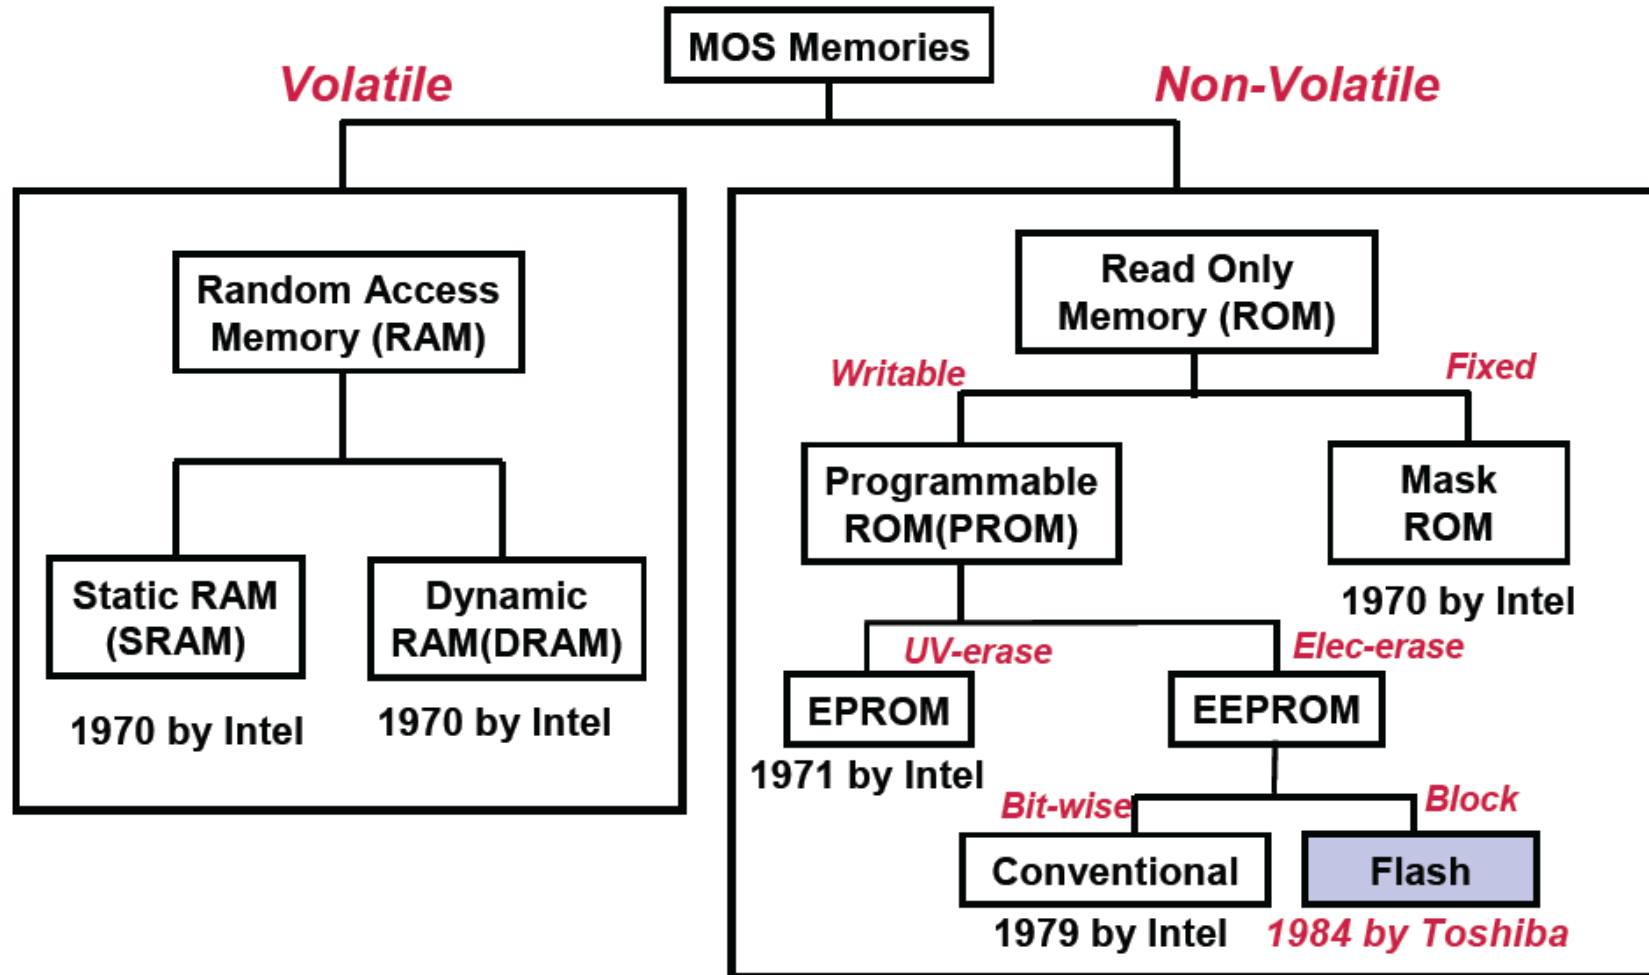 MOS Memories
Volatile
Non-Volatile
Random Access
Memory (RAM)
Static RAM
(SRAM)
1970 by Intel
Dynamic
RAM(DRAM)
1970 by Intel
Read Only
Memory (ROM)
Writable
Fixed
Programmable
ROM(PROM)
Mask
ROM
1970 by Intel
UV-erase
Elec-erase
EPROM
1971 by Intel
EEPROM
Bit-wise
Block
Conventional
1979 by Intel
Flash
1984 by Toshiba